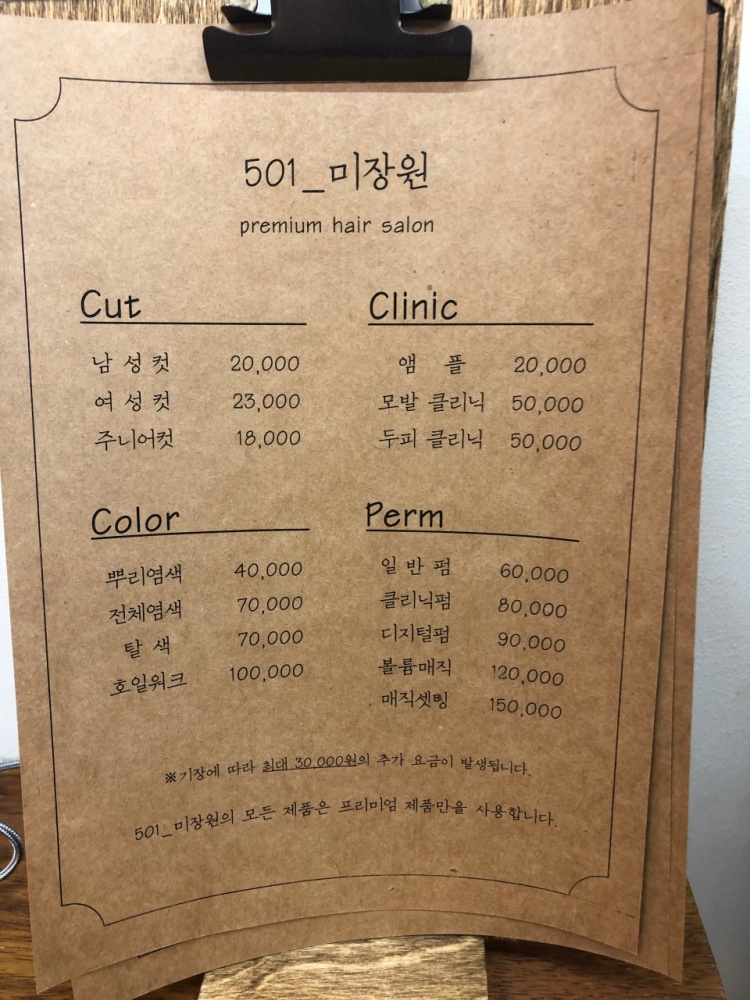 501_미장원
premium hair salon
Cut
남 성 컷 20,000
여 성 컷 23,000
주니어컷 18,000
Clinic
앰 플 20,000
모발 클리닉 50,000
두피 클리닉 50,000
Color
뿌리염색 40,000
전체염색 70,000
탈 색 70,000
호일워크 100,000
Perm
일 반 펌 60,000
클리닉펌 80,000
디지털펌 90,000
볼륨매직 120,000
매직셋팅 150,000
※기장에 따라 최대 30,000원의 추가 요금이 발생됩니다.
501_미장원의 모든 제품은 프리미엄 제품만을 사용합니다.